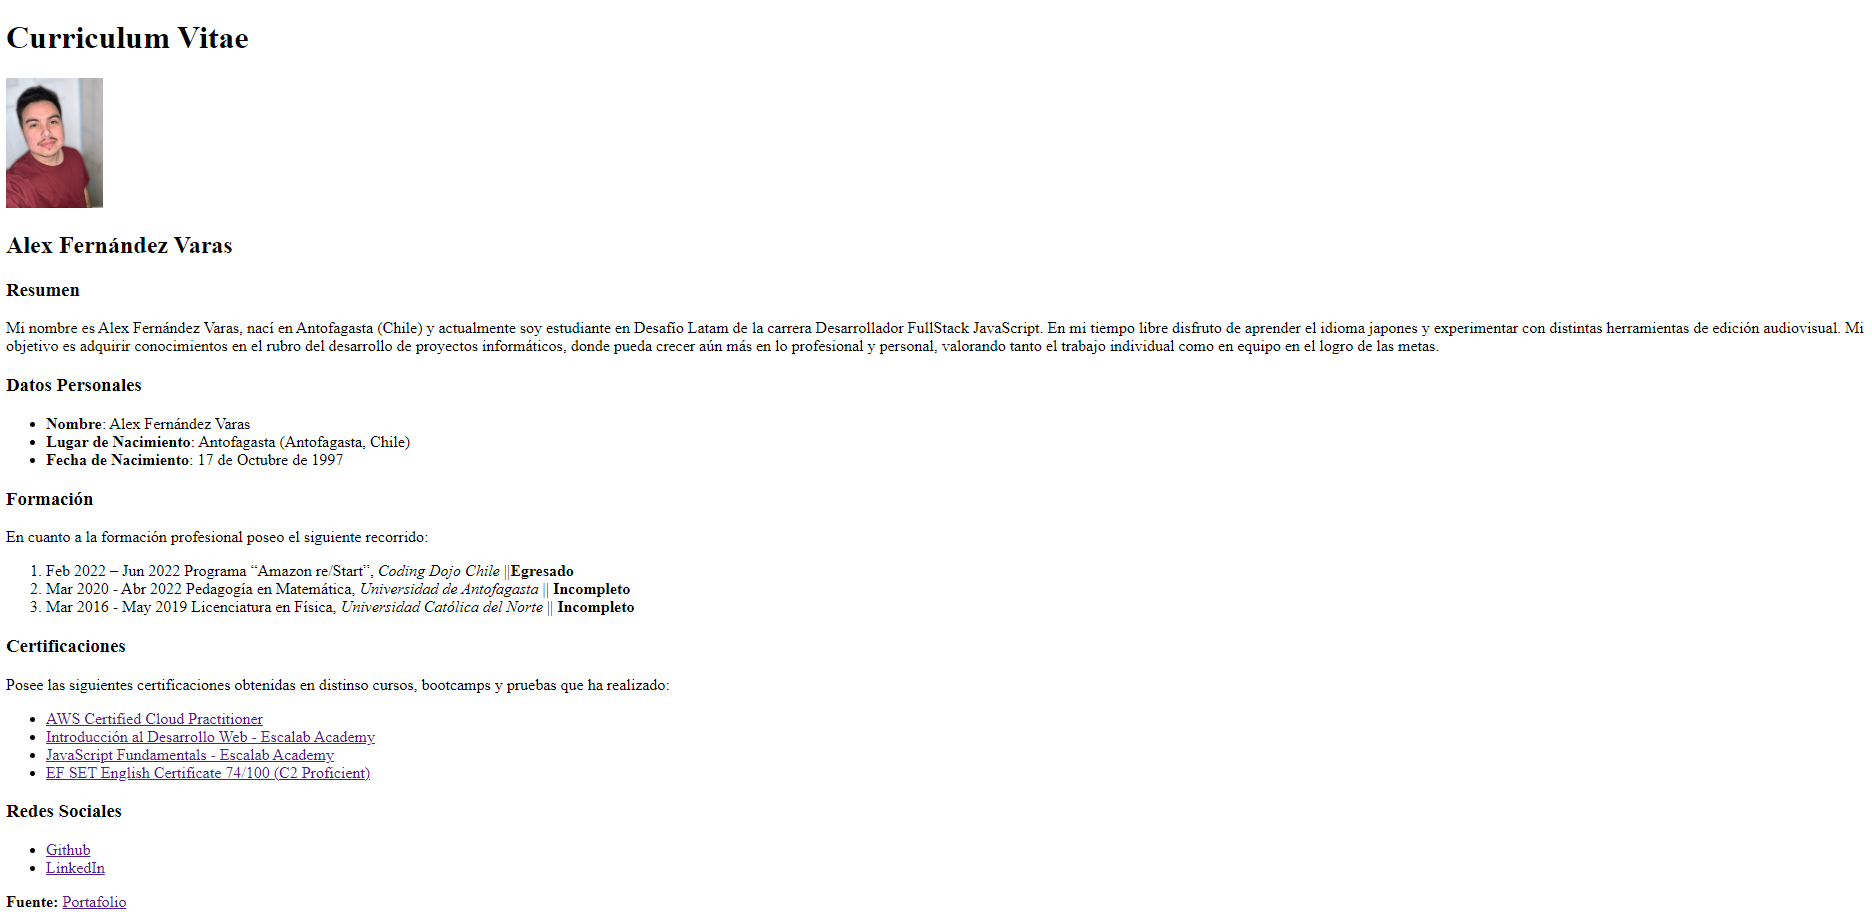 Curriculum Vitae
Alex Fernández Varas
Resumen
Mi nombre es Alex Fernández Varas, nací en Antofagasta (Chile) y actualmente soy estudiante en Desafío Latam de la carrera Desarrollador FullStack JavaScript. En mi tiempo libre disfruto de aprender el idioma japones y experimentar con distintas herramientas de edición audiovisual. Mi
objetivo es adquirir conocimientos en el rubro del desarrollo de proyectos informáticos, donde pueda crecer aún más en lo profesional y personal, valorando tanto el trabajo individual como en equipo en el logro de las metas.
Datos Personales
• Nombre: Alex Fernández Varas
• Lugar de Nacimiento: Antofagasta (Antofagasta, Chile)
• Fecha de Nacimiento: 17 de Octubre de 1997
Formación
En cuanto a la formación profesional poseo el siguiente recorrido:
1. Feb 2022 – Jun 2022 Programa “Amazon re/Start”, Coding Dojo Chile ||Egresado
2. Mar 2020 - Abr 2022 Pedagogía en Matemática, Universidad de Antofagasta || Incompleto
3. Mar 2016 - May 2019 Licenciatura en Física, Universidad Católica del Norte || Incompleto
Certificaciones
Posee las siguientes certificaciones obtenidas en distinso cursos, bootcamps y pruebas que ha realizado:
• AWS Certified Cloud Practitioner
• Introducción al Desarrollo Web - Escalab Academy
• JavaScript Fundamentals - Escalab Academy
• EF SET English Certificate 74/100 (C2 Proficient)
Redes Sociales
• Github
• LinkedIn
Fuente: Portafolio